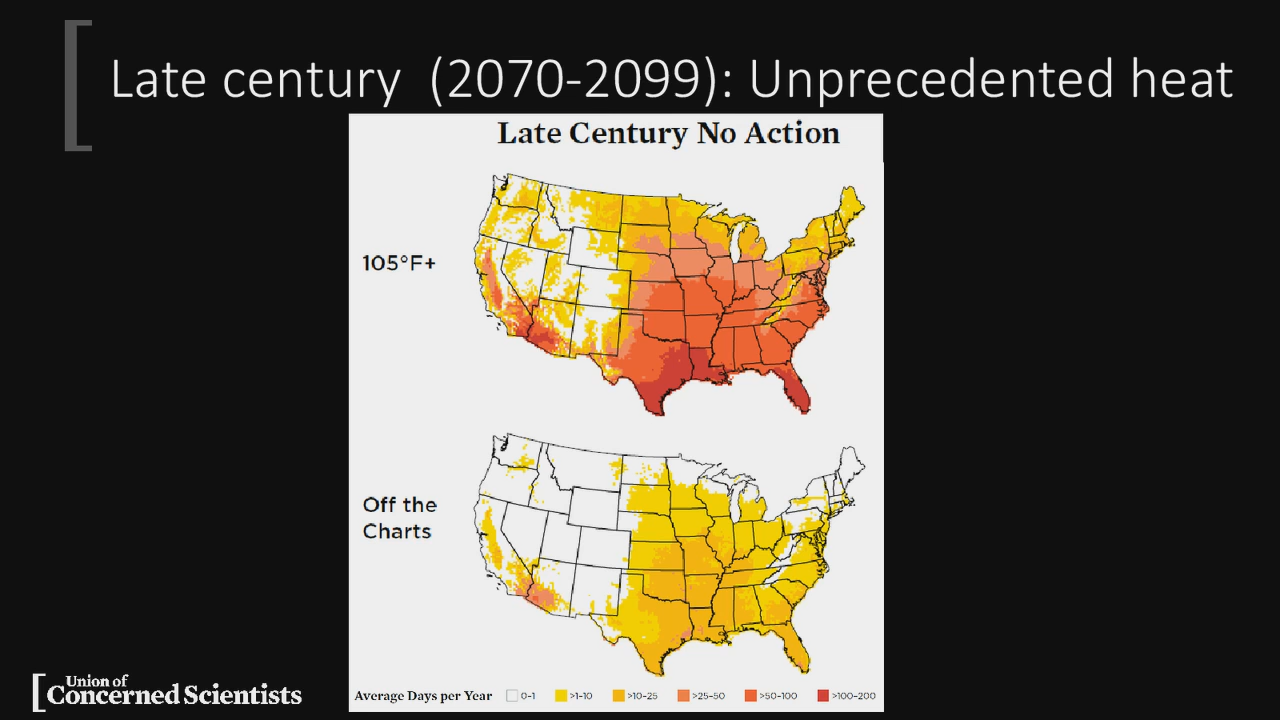 Late century (2070-2099): Unprecedented heat
Late Century No Action
105°F+
Off the
Charts
Average Days per Year 0-1 >1-10 >10-25 >25-50 >50-100 >100-200
Union of
Concerned Scientists